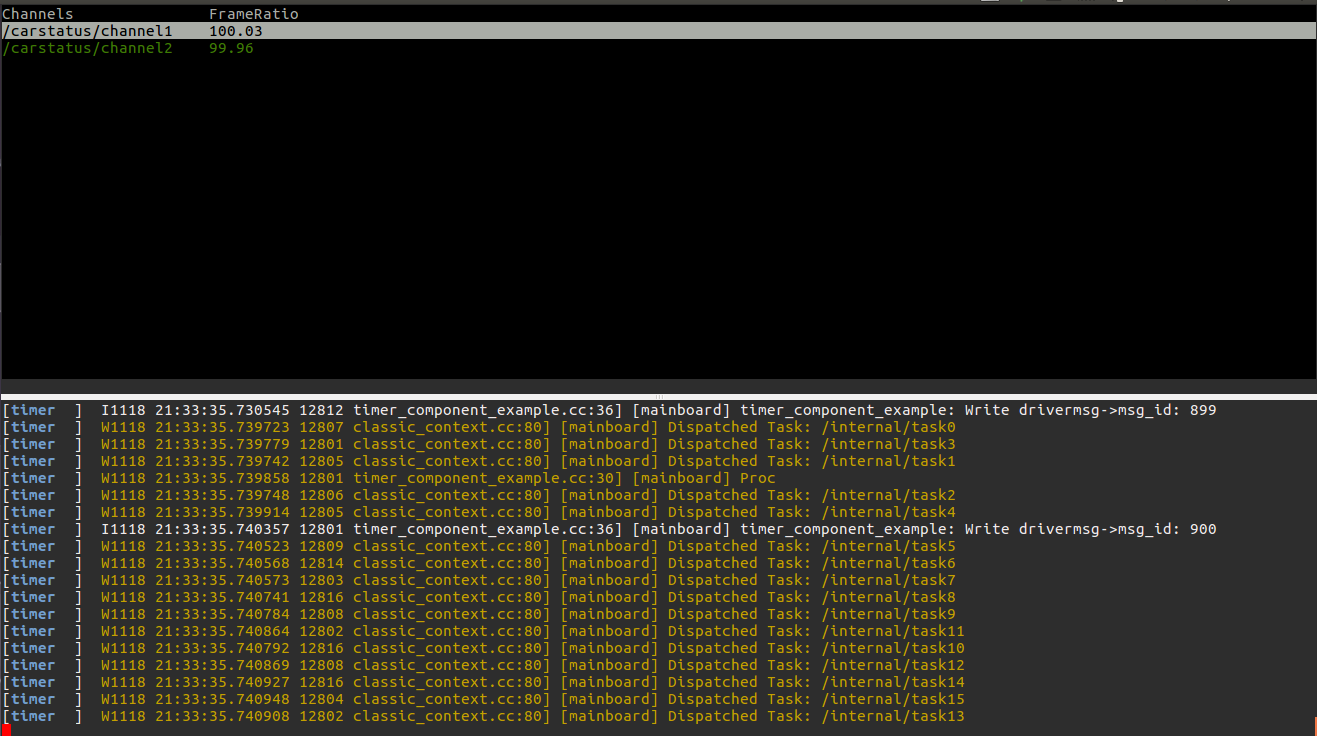 Channels FrameRatio
/carstatus/channel1 100.03
/carstatus/channel2 99.96
[timer ] I1118 21:33:35.730545 12812 timer_component_example.cc:36] [mainboard] timer_component_example: Write drivermsg->msg_id: 899
[timer ] W1118 21:33:35.739723 12807 classic_context.cc:80] [mainboard] Dispatched Task: /internal/task0
[timer ] W1118 21:33:35.739779 12801 classic_context.cc:80] [mainboard] Dispatched Task: /internal/task3
[timer ] W1118 21:33:35.739742 12805 classic_context.cc:80] [mainboard] Dispatched Task: /internal/task1
[timer ] W1118 21:33:35.739858 12801 timer_component_example.cc:30] [mainboard] Proc
[timer ] W1118 21:33:35.739748 12806 classic_context.cc:80] [mainboard] Dispatched Task: /internal/task2
[timer ] W1118 21:33:35.739914 12805 classic_context.cc:80] [mainboard] Dispatched Task: /internal/task4
[timer ] I1118 21:33:35.740357 12801 timer_component_example.cc:36] [mainboard] timer_component_example: Write drivermsg->msg_id: 900
[timer ] W1118 21:33:35.740523 12809 classic_context.cc:80] [mainboard] Dispatched Task: /internal/task5
[timer ] W1118 21:33:35.740568 12814 classic_context.cc:80] [mainboard] Dispatched Task: /internal/task6
[timer ] W1118 21:33:35.740573 12803 classic_context.cc:80] [mainboard] Dispatched Task: /internal/task7
[timer ] W1118 21:33:35.740741 12816 classic_context.cc:80] [mainboard] Dispatched Task: /internal/task8
[timer ] W1118 21:33:35.740784 12808 classic_context.cc:80] [mainboard] Dispatched Task: /internal/task9
[timer ] W1118 21:33:35.740864 12802 classic_context.cc:80] [mainboard] Dispatched Task: /internal/task11
[timer ] W1118 21:33:35.740792 12816 classic_context.cc:80] [mainboard] Dispatched Task: /internal/task10
[timer ] W1118 21:33:35.740869 12808 classic_context.cc:80] [mainboard] Dispatched Task: /internal/task12
[timer ] W1118 21:33:35.740927 12816 classic_context.cc:80] [mainboard] Dispatched Task: /internal/task14
[timer ] W1118 21:33:35.740948 12804 classic_context.cc:80] [mainboard] Dispatched Task: /internal/task15
[timer ] W1118 21:33:35.740908 12802 classic_context.cc:80] [mainboard] Dispatched Task: /internal/task13